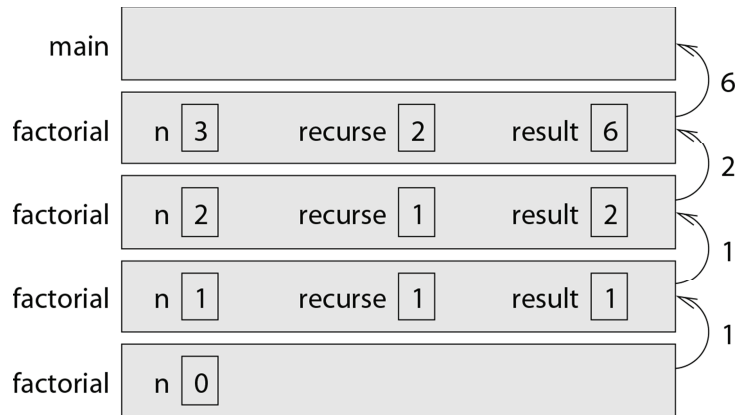 main
6
factorial n 3 recurse 2 result 6
2
factorial n 2 recurse 1 result 2
1
factorial n 1 recurse 1 result 1
1
factorial n 0